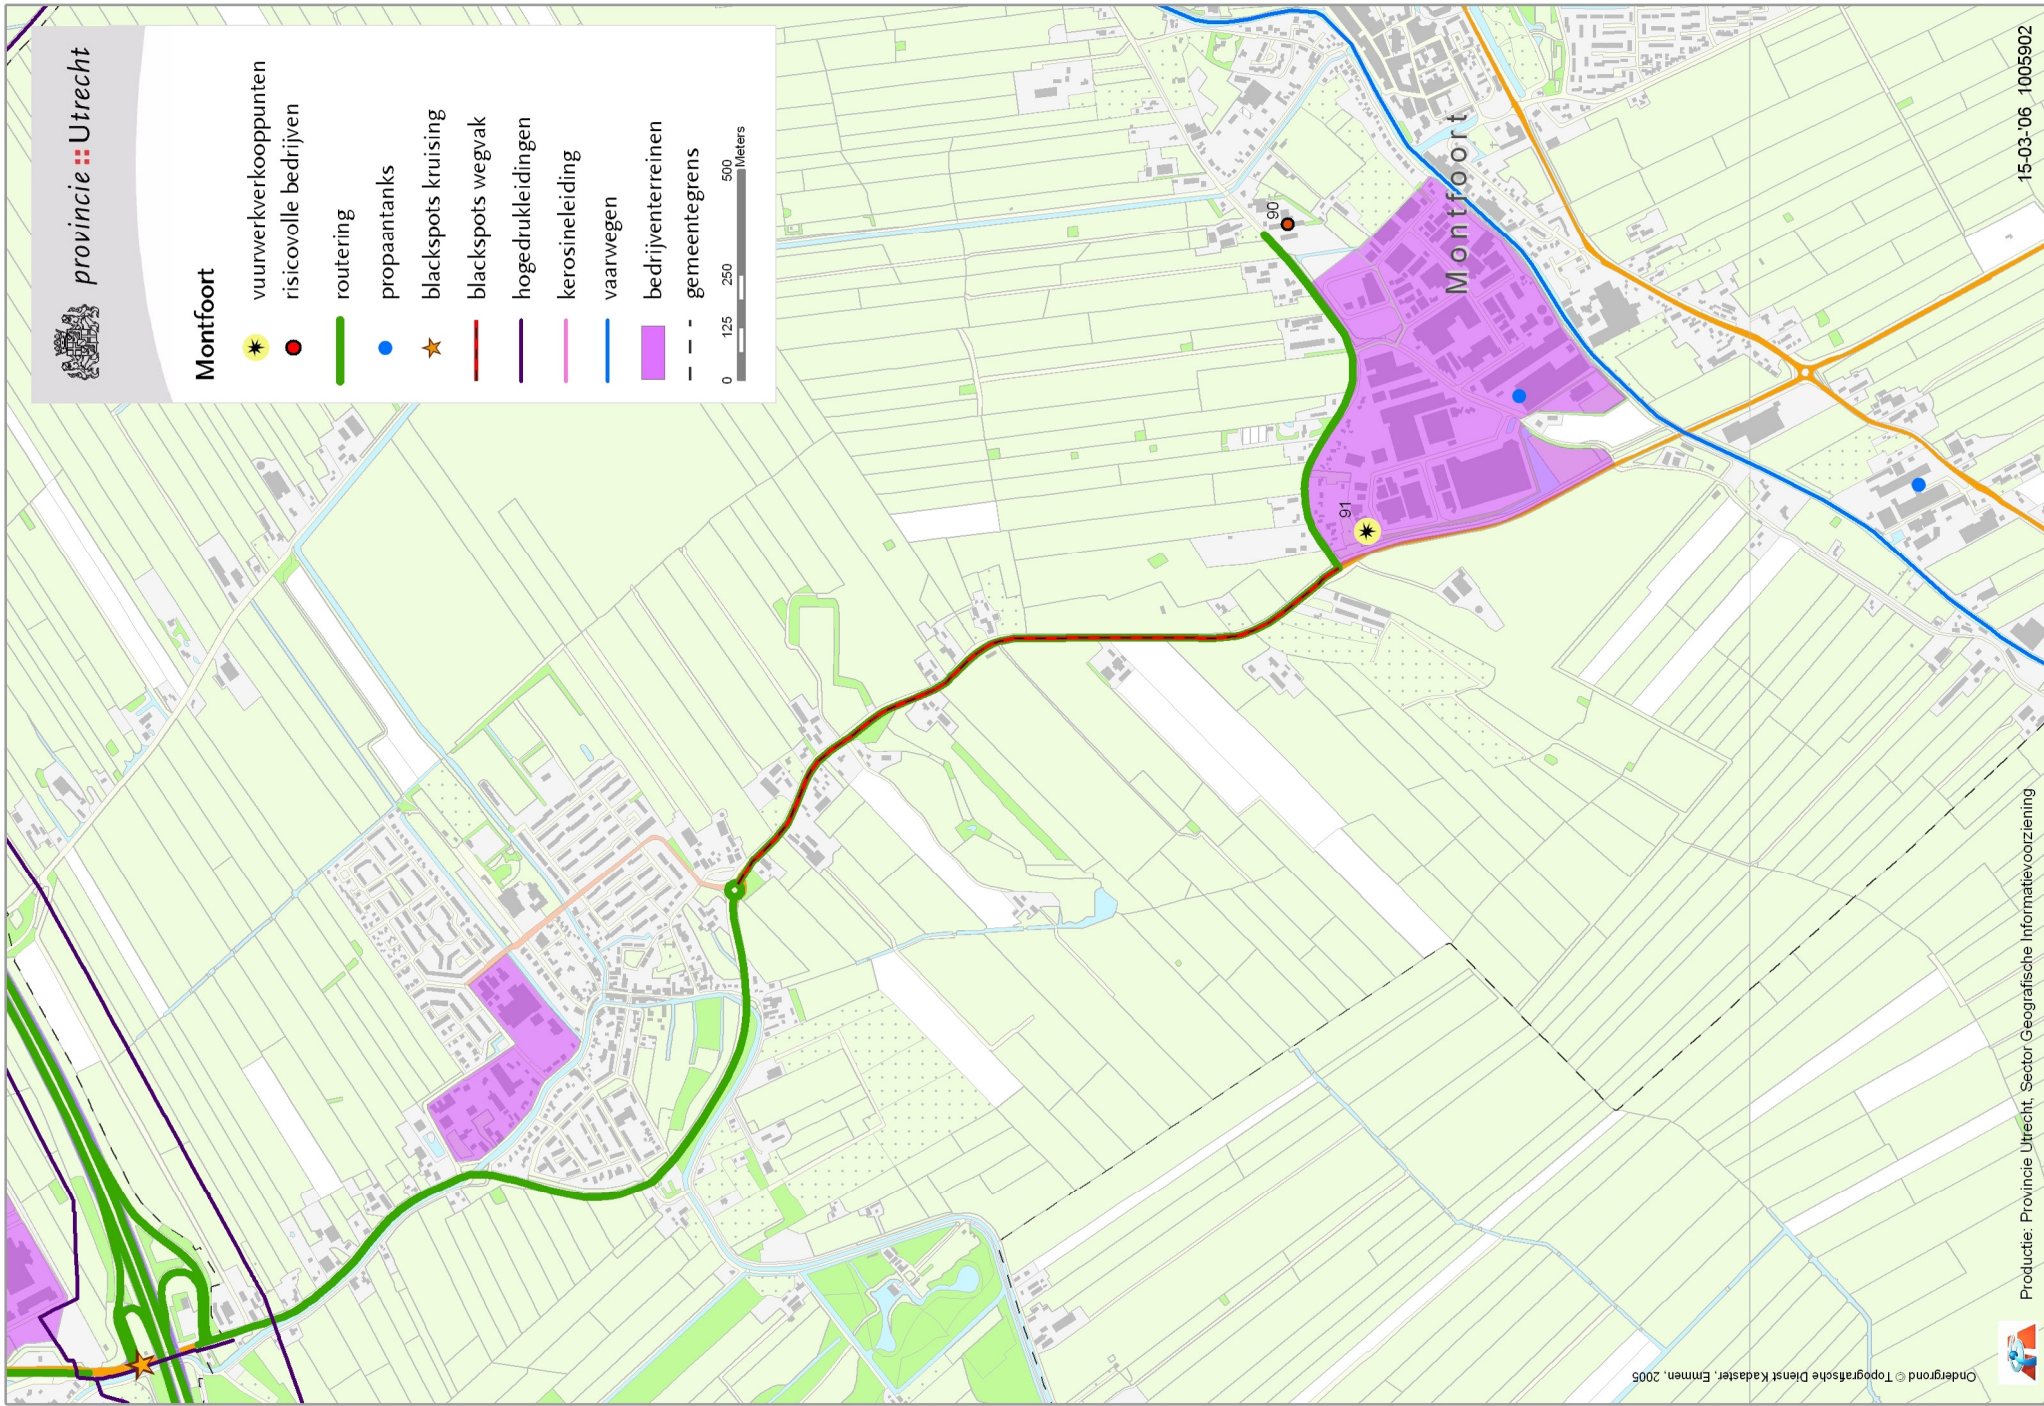 provincie :: Utrecht
Montfoort
vuurwerkverkooppunten
risicovolle bedrijven
routering
propaantanks
blackspots kruising
blackspots wegvak
hogedrukleidingen
kerosineleiding
vaarwegen
bedrijventerreinen
gemeentegrens
0 125 250 500
Meters
90
91
Montfoort
15-03-'06 1005902
Productie: Provincie Utrecht, Sector Geografische Informatievoorziening
Ondergrond © Topografische Dienst Kadaster, Emmen, 2005